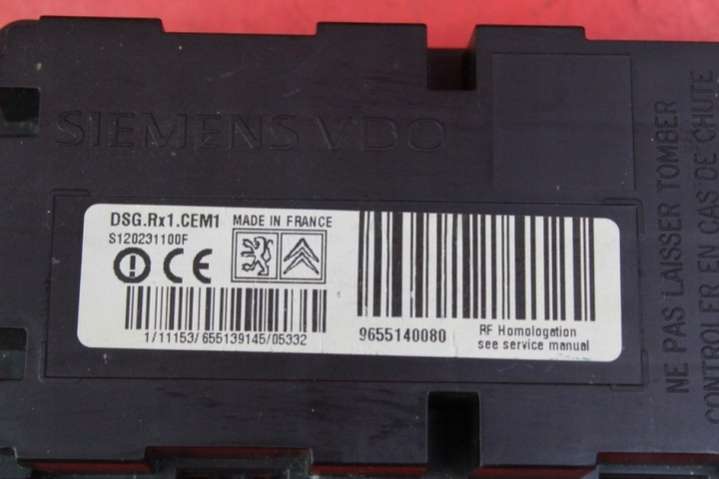 SIEMENS VDO
DSG.Rx1.CEM1 MADE IN FRANCE
S120231100F
CE
1/11153/655139145/05332
9655140080
RF Homologation
see service manual
NE PAS LAISSER TOMBER
CONTROLER EN CAS DE CHUTE